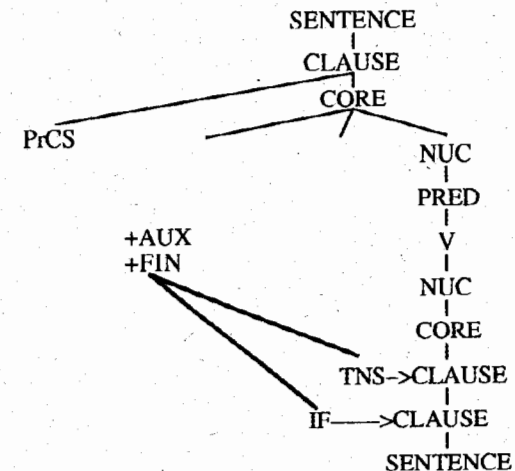 SENTENCE
CLAUSE
CORE
PrCS
NUC
PRED
+AUX
V
+FIN
NUC
CORE
TNS->CLAUSE
IF——>CLAUSE
SENTENCE